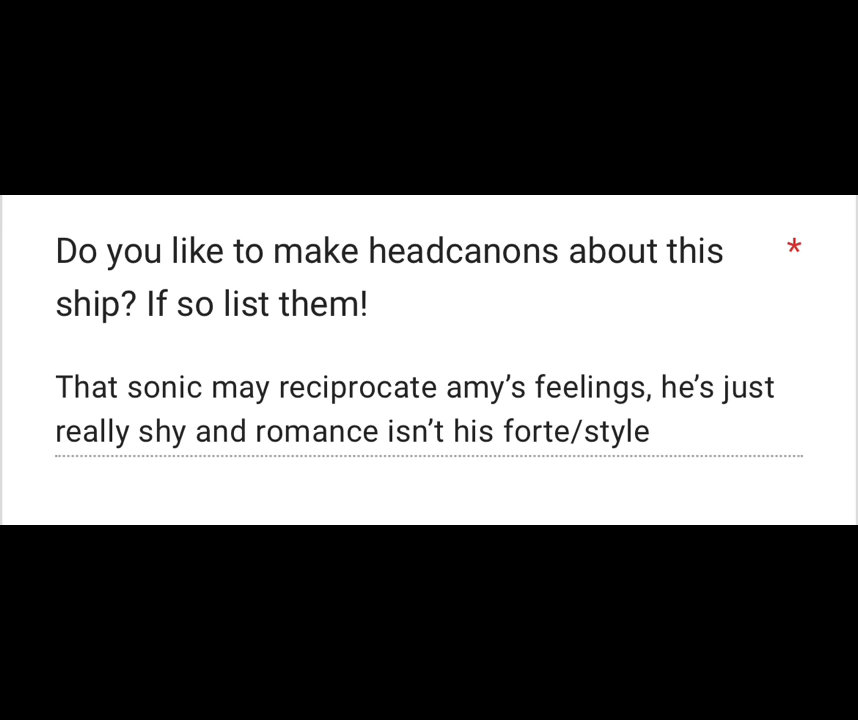 Do you like to make headcanons about this *
ship? If so list them!
That sonic may reciprocate amy’s feelings, he’s just
really shy and romance isn’t his forte/style